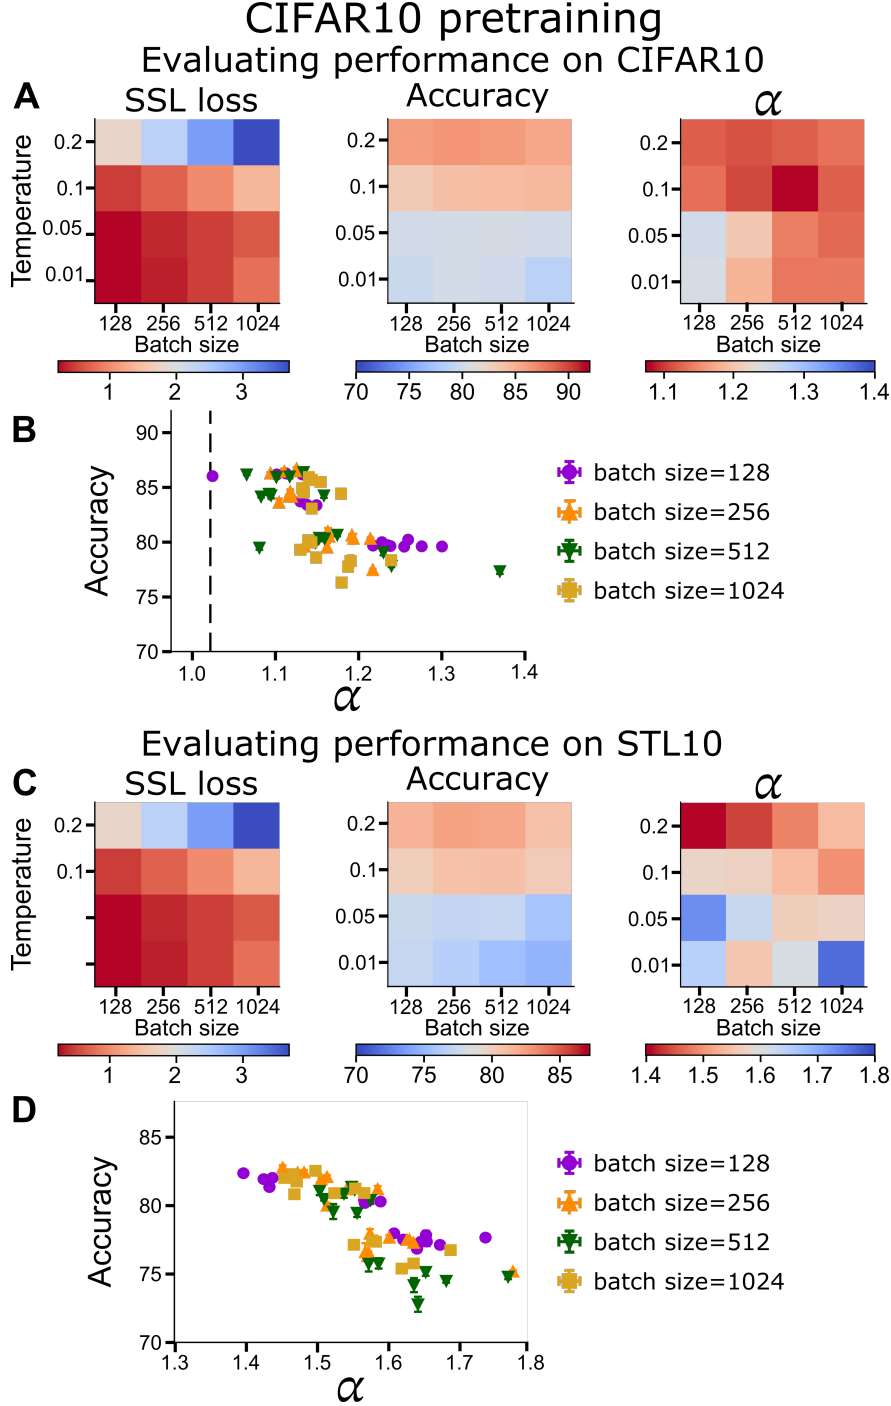 CIFAR10 pretraining
Evaluating performance on CIFAR10
A
SSL loss
Accuracy
α
Temperature
0.2
0.1
0.05
0.01
128 256 512 1024
Batch size
1 2 3
0.2
0.1
0.05
0.01
128 256 512 1024
Batch size
70 75 80 85 90
0.2
0.1
0.05
0.01
128 256 512 1024
Batch size
1.1 1.2 1.3 1.4
B
Accuracy
90
85
80
75
70
1.0 1.1 1.2 1.3 1.4
α
batch size=128
batch size=256
batch size=512
batch size=1024
Evaluating performance on STL10
C
SSL loss
Accuracy
α
Temperature
0.2
0.1
128 256 512 1024
Batch size
1 2 3
0.2
0.1
0.05
0.01
128 256 512 1024
Batch size
70 75 80 85
0.2
0.1
0.05
0.01
128 256 512 1024
Batch size
1.4 1.5 1.6 1.7 1.8
D
Accuracy
85
80
75
70
1.3 1.4 1.5 1.6 1.7 1.8
α
batch size=128
batch size=256
batch size=512
batch size=1024